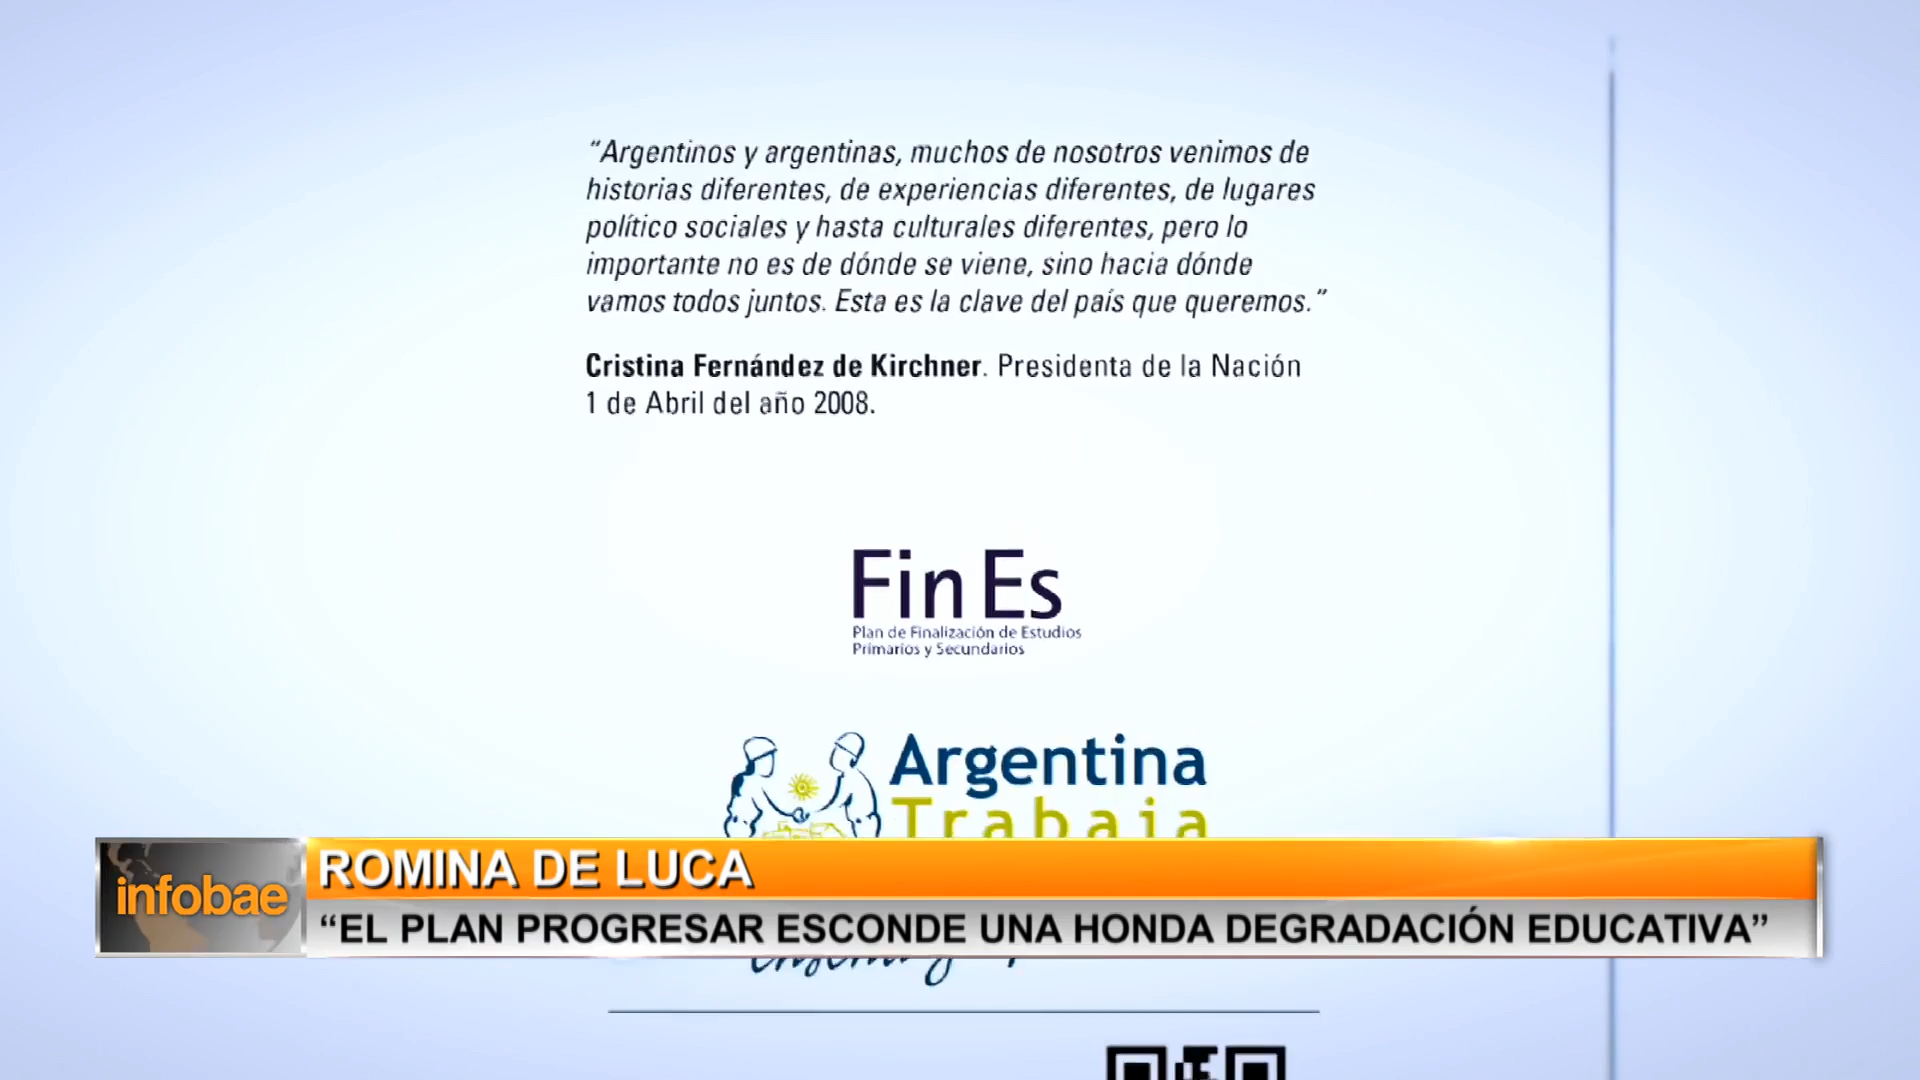 “Argentinos y argentinas, muchos de nosotros venimos de
historias diferentes, de experiencias diferentes, de lugares
político sociales y hasta culturales diferentes, pero lo
importante no es de dónde se viene, sino hacia dónde
vamos todos juntos. Esta es la clave del país que queremos.”
Cristina Fernández de Kirchner. Presidenta de la Nación
1 de Abril del año 2008.
FinEs
Plan de Finalización de Estudios
Primarios y Secundarios
Argentina
Trabaja
infobae
ROMINA DE LUCA
“EL PLAN PROGRESAR ESCONDE UNA HONDA DEGRADACIÓN EDUCATIVA”